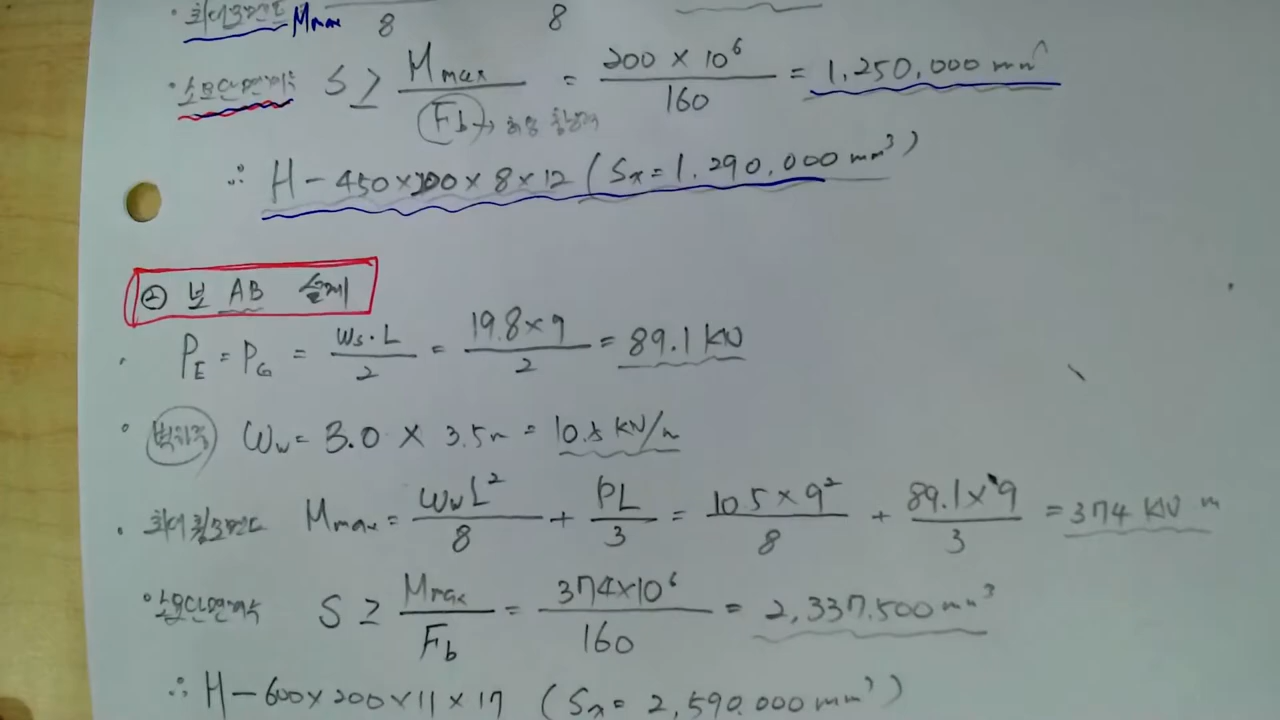 · 최대휨모멘트 Mmax 8 8
· 소요단면계수 S ≥ Mmax / Fb → 허용휨응력 = 200 × 10⁶ / 160 = 1,250,000 mm
∴ H - 450×200×8×12 (Sx = 1,290,000 mm³)
② 보 AB 설계
· PE = PG = ws·L / 2 = 19.8×9 / 2 = 89.1 kN
· 벽하중 ww = 3.0 × 3.5m = 10.5 kN/m
· 최대휨모멘트 Mmax = wwL² / 8 + PL / 3 = 10.5×9² / 8 + 89.1×9 / 3 = 374 kN m
소요단면계수 S ≥ Mmax / Fb = 374×10⁶ / 160 = 2,337,500 mm³
∴ H - 600×200×11×17 (Sx = 2,590,000 mm³)